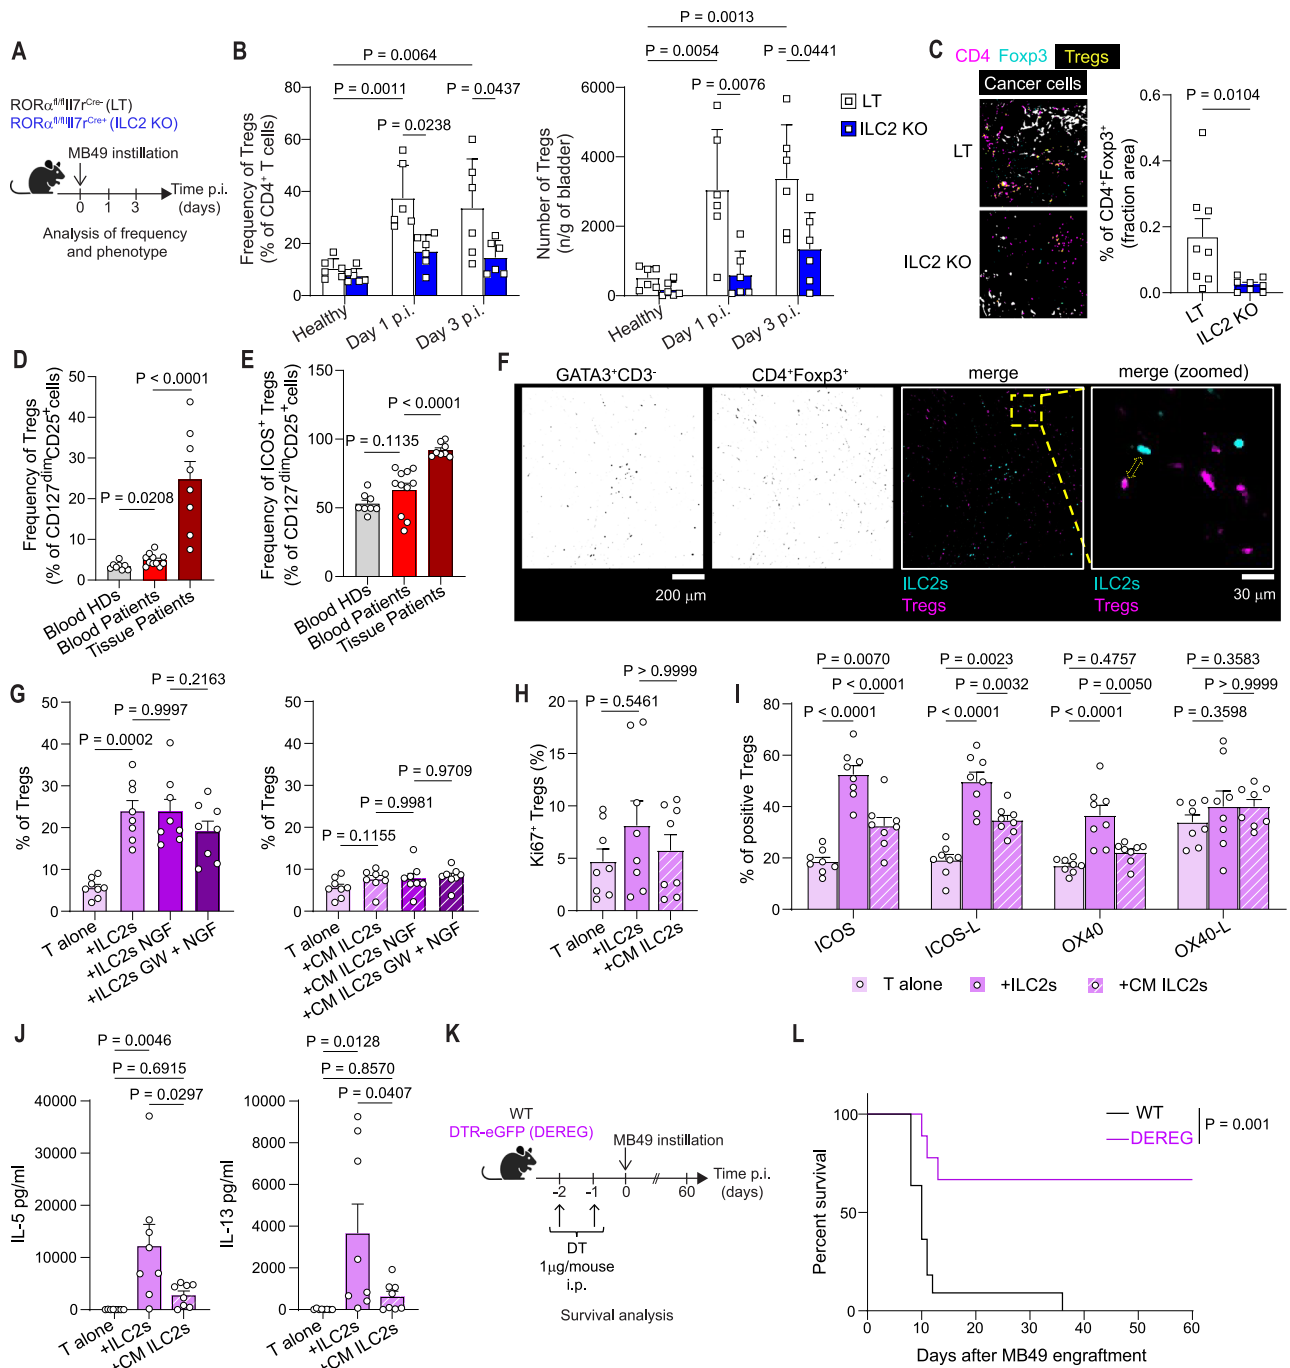 A
RORα^fl/fl Il7r^Cre- (LT)
RORα^fl/fl Il7r^Cre+ (ILC2 KO)
MB49 instillation
Time p.i.
(days)
0 1 3
Analysis of frequency
and phenotype
B
P = 0.0064
P = 0.0011
P = 0.0437
P = 0.0238
Frequency of Tregs
(% of CD4+ T cells)
80
60
40
20
0
Healthy
Day 1 p.i.
Day 3 p.i.
P = 0.0013
P = 0.0054
P = 0.0441
P = 0.0076
Number of Tregs
(n/g of bladder)
6000
4000
2000
0
Healthy
Day 1 p.i.
Day 3 p.i.
LT
ILC2 KO
C
CD4 Foxp3 Tregs
Cancer cells
LT
ILC2 KO
P = 0.0104
% of CD4+Foxp3+
(fraction area)
0.6
0.4
0.2
0.0
LT
ILC2 KO
D
P < 0.0001
P = 0.0208
Frequency of Tregs
(% of CD127dimCD25+cells)
50
40
30
20
10
0
Blood HDs
Blood Patients
Tissue Patients
E
P < 0.0001
P = 0.1135
Frequency of ICOS+ Tregs
(% of CD127dimCD25+cells)
150
100
50
0
Blood HDs
Blood Patients
Tissue Patients
F
GATA3+CD3-
CD4+Foxp3+
merge
merge (zoomed)
200 μm
ILC2s
Tregs
ILC2s
Tregs
30 μm
G
P = 0.2163
P = 0.9997
P = 0.0002
% of Tregs
50
40
30
20
10
0
T alone
+ILC2s
+ILC2s NGF
+ILC2s GW + NGF
P = 0.9709
P = 0.9981
P = 0.1155
% of Tregs
50
40
30
20
10
0
T alone
+CM ILC2s
+CM ILC2s NGF
+CM ILC2s GW + NGF
H
P > 0.9999
P = 0.5461
Ki67+ Tregs (%)
20
15
10
5
0
T alone
+ILC2s
+CM ILC2s
I
P = 0.0070 P = 0.0023 P = 0.4757 P = 0.3583
P < 0.0001 P = 0.0032 P = 0.0050 P > 0.9999
P < 0.0001 P < 0.0001 P < 0.0001 P = 0.3598
% of positive Tregs
80
60
40
20
0
ICOS
ICOS-L
OX40
OX40-L
T alone +ILC2s +CM ILC2s
J
P = 0.0046
P = 0.6915
P = 0.0297
IL-5 pg/ml
40000
30000
20000
10000
0
T alone
+ILC2s
+CM ILC2s
P = 0.0128
P = 0.8570
P = 0.0407
IL-13 pg/ml
10000
8000
6000
4000
2000
0
T alone
+ILC2s
+CM ILC2s
K
WT
DTR-eGFP (DEREG)
MB49 instillation
Time p.i.
(days)
-2 -1 0 60
DT
1μg/mouse
i.p.
Survival analysis
L
WT
DEREG
P = 0.001
Percent survival
100
50
0
0 10 20 30 40 50 60
Days after MB49 engraftment